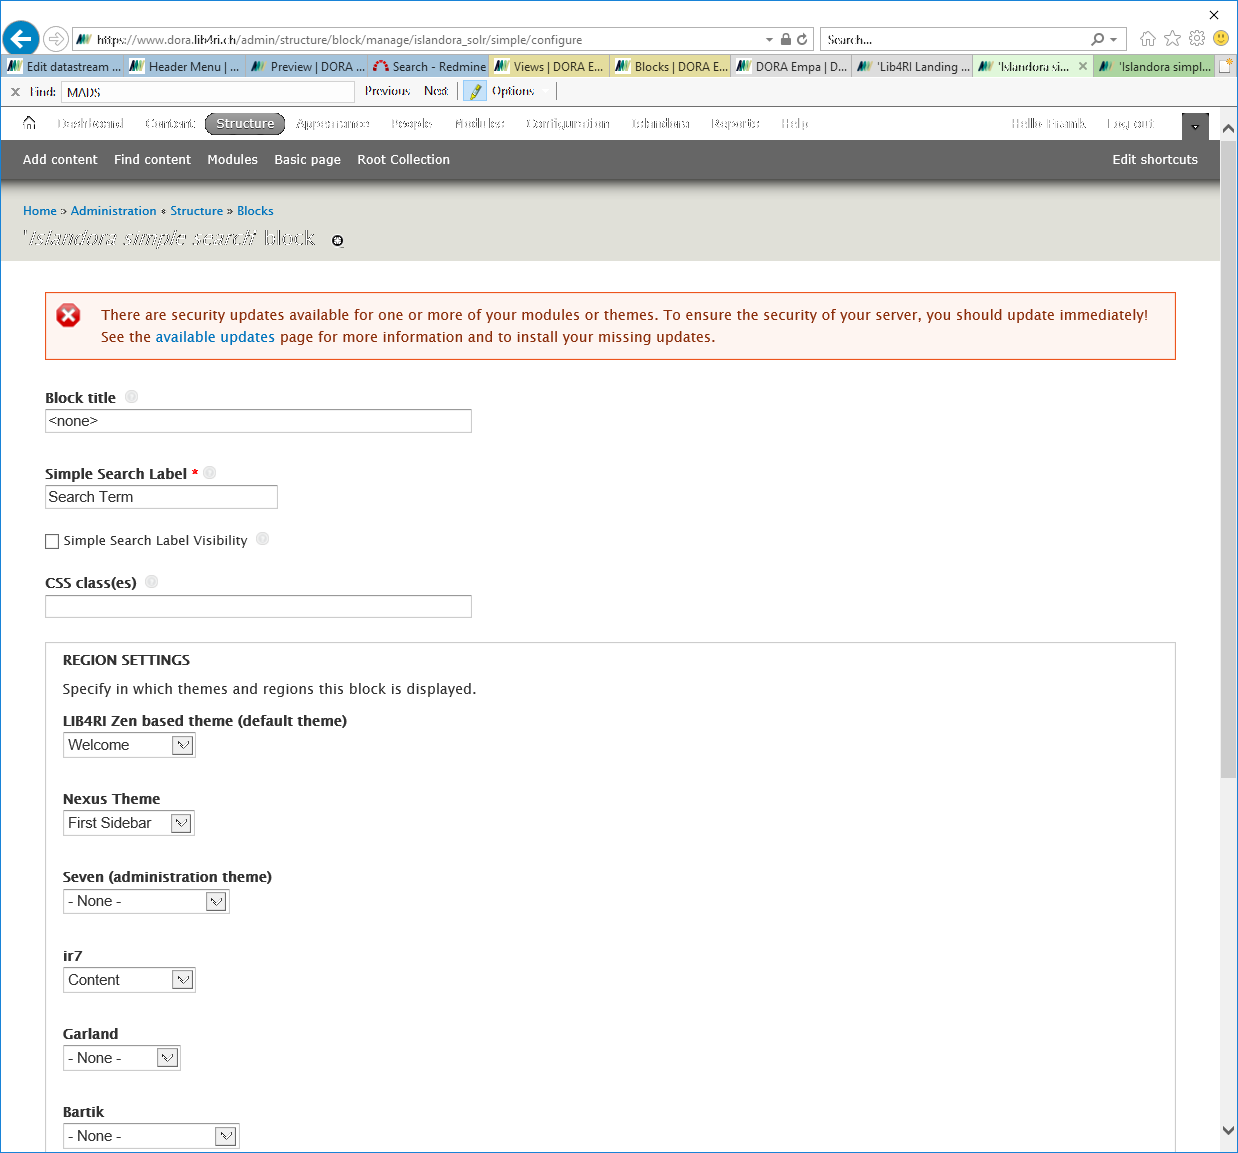 https://www.dora.lib4ri.ch/admin/structure/block/manage/islandora_solr/simple/configure Search...
Edit datastream ... Header Menu | ... Preview | DORA ... Search - Redmine Views | DORA E... Blocks | DORA E... DORA Empa | D... 'Lib4RI Landing ... 'Islandora si... 'Islandora simpl...
Find: MADS Previous Next Options
Dashboard Content Structure Appearance People Modules Configuration Islandora Reports Help Hello Frank Log out
Add content Find content Modules Basic page Root Collection Edit shortcuts
Home » Administration « Structure » Blocks
'Islandora simple search' block
There are security updates available for one or more of your modules or themes. To ensure the security of your server, you should update immediately!
See the available updates page for more information and to install your missing updates.
Block title
<none>
Simple Search Label *
Search Term
Simple Search Label Visibility
CSS class(es)
REGION SETTINGS
Specify in which themes and regions this block is displayed.
LIB4RI Zen based theme (default theme)
Welcome
Nexus Theme
First Sidebar
Seven (administration theme)
- None -
ir7
Content
Garland
- None -
Bartik
- None -